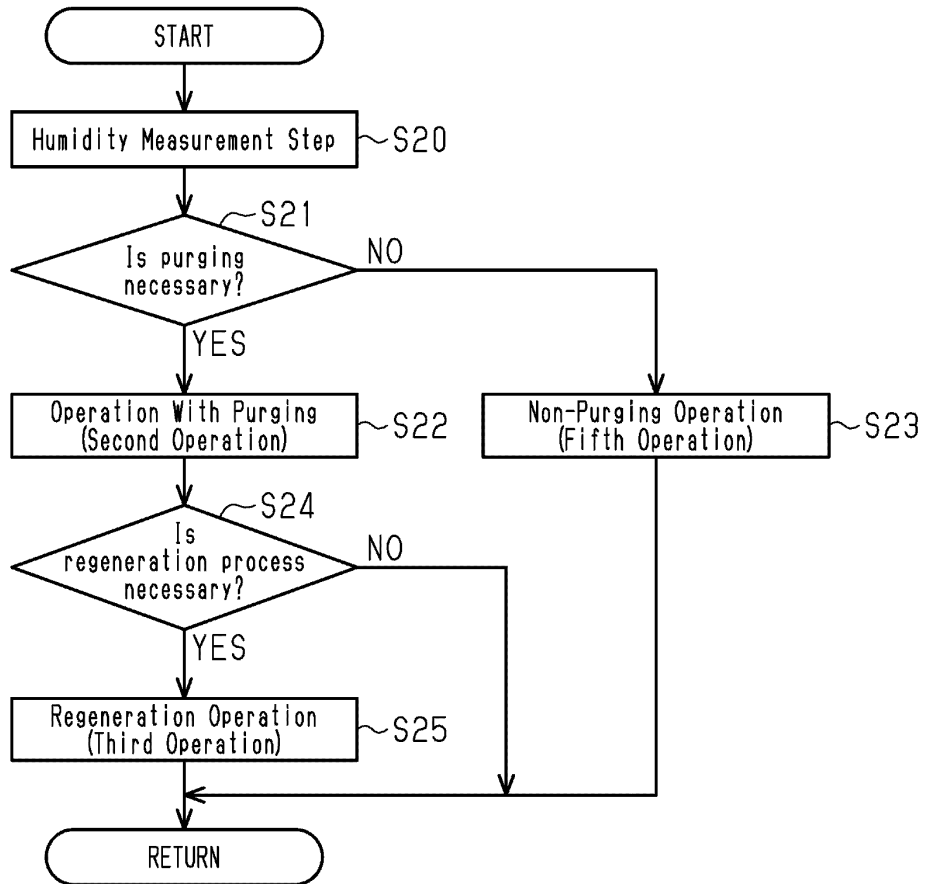 START
Humidity Measurement Step
S20
S21
Is purging
necessary?
NO
YES
Operation With Purging
(Second Operation)
S22
Non-Purging Operation
(Fifth Operation)
S23
S24
Is
regeneration process
necessary?
NO
YES
Regeneration Operation
(Third Operation)
S25
RETURN